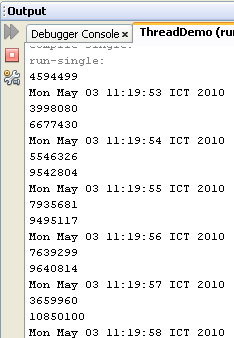 Output
Debugger Console × ThreadDemo (run
compile-single:
run-single:
4594499
Mon May 03 11:19:53 ICT 2010
3998080
6677430
Mon May 03 11:19:54 ICT 2010
5546326
9542804
Mon May 03 11:19:55 ICT 2010
7935681
9495117
Mon May 03 11:19:56 ICT 2010
7639299
9640814
Mon May 03 11:19:57 ICT 2010
3659960
10850100
Mon May 03 11:19:58 ICT 2010